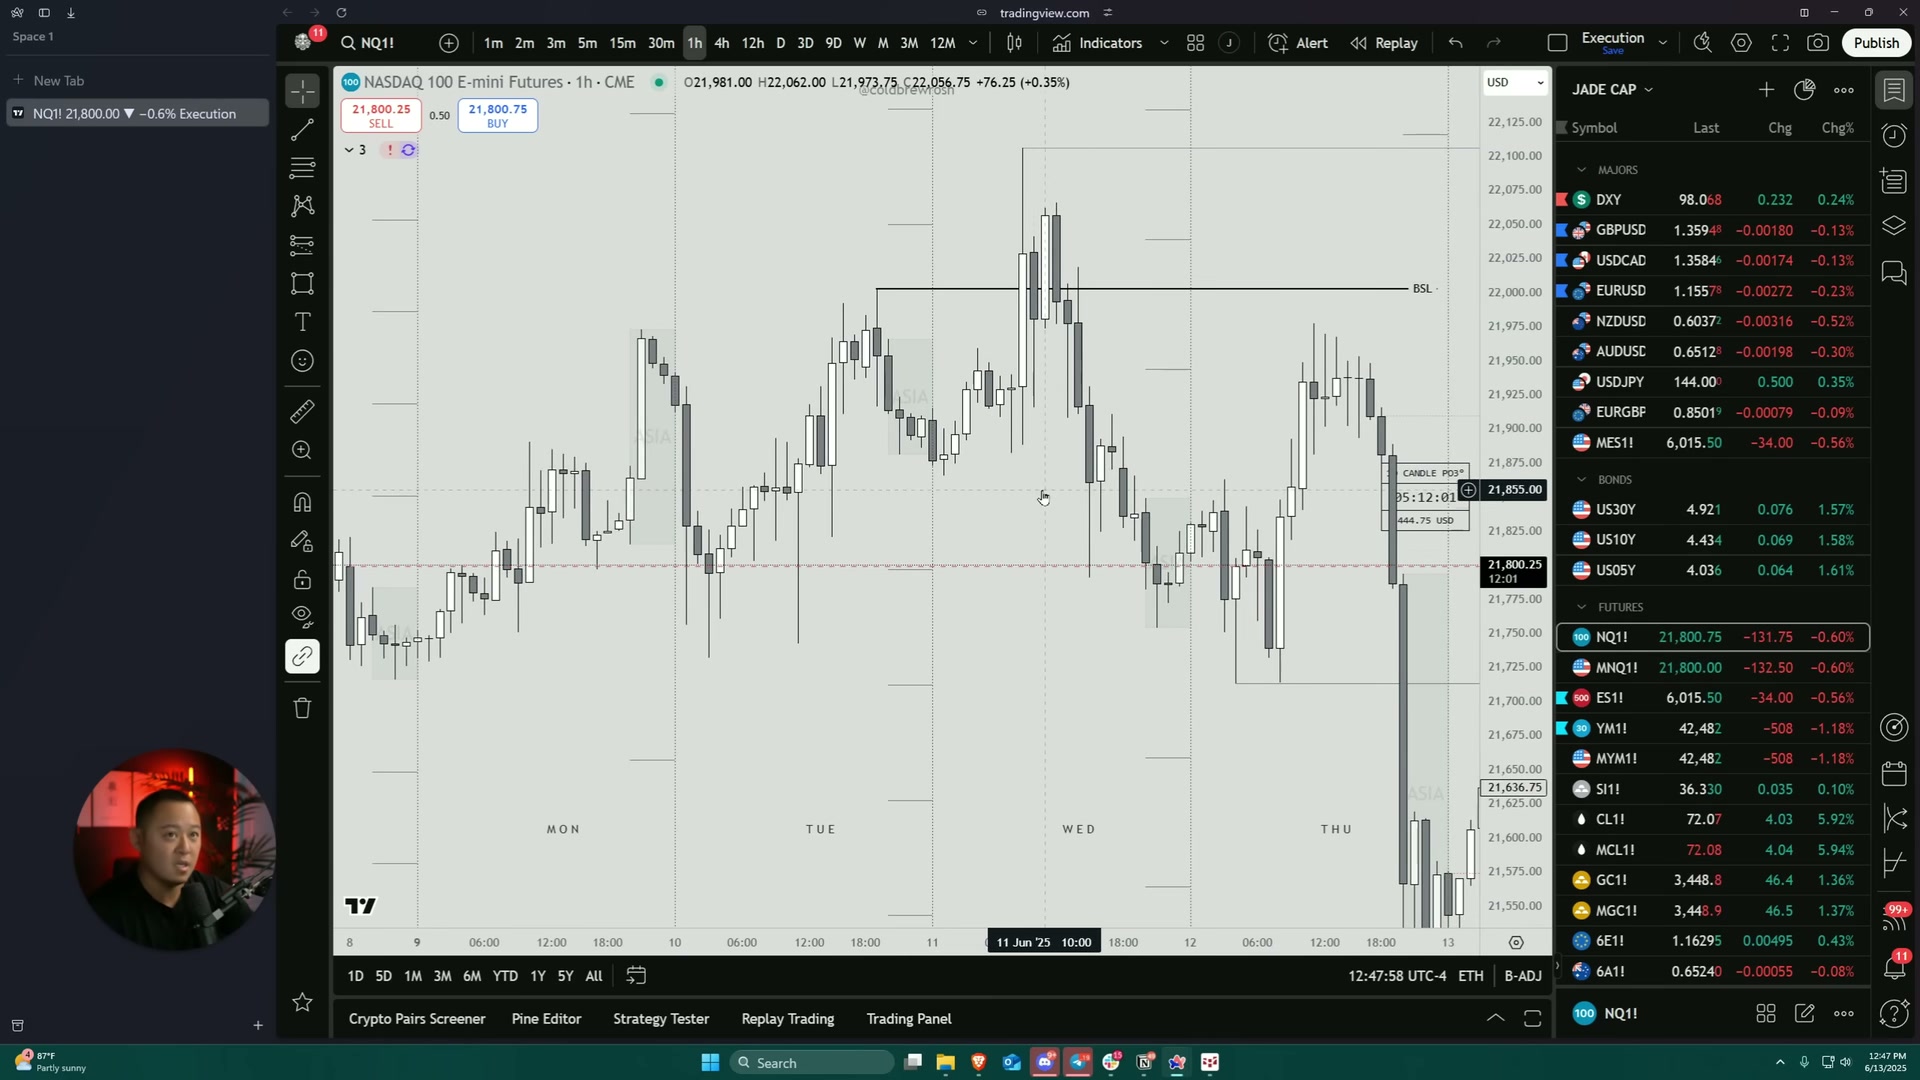 tradingview.com
Space 1
New Tab
NQ1! 21,800.00 ▼ −0.6% Execution
11
NQ1!
1m 2m 3m 5m 15m 30m 1h 4h 12h D 3D 9D W M 3M 12M
Indicators
J
Alert
Replay
Execution
Save
Publish
NASDAQ 100 E-mini Futures · 1h · CME
O21,981.00 H22,062.00 L21,973.75 C22,056.75 +76.25 (+0.35%)
@coldbrewrosh
21,800.25
SELL
0.50
21,800.75
BUY
3
USD
22,125.00
22,100.00
22,075.00
22,050.00
22,025.00
22,000.00
21,975.00
21,950.00
21,925.00
21,900.00
21,875.00
21,855.00
21,825.00
21,800.25
12:01
21,775.00
21,750.00
21,725.00
21,700.00
21,675.00
21,650.00
21,636.75
21,625.00
21,600.00
21,575.00
21,550.00
BSL
ASIA
ASIA
ASIA
ASIA
CANDLE PO3°
05:12:01
444.75 USD
MON
TUE
WED
THU
8 9 06:00 12:00 18:00 10 06:00 12:00 18:00 11 11 Jun '25 10:00 18:00 12 06:00 12:00 18:00 13
1D 5D 1M 3M 6M YTD 1Y 5Y All
12:47:58 UTC-4 ETH B-ADJ
Crypto Pairs Screener
Pine Editor
Strategy Tester
Replay Trading
Trading Panel
JADE CAP
Symbol Last Chg Chg%
MAJORS
DXY 98.068 0.232 0.24%
GBPUSD 1.35948 −0.00180 −0.13%
USDCAD 1.35846 −0.00174 −0.13%
EURUSD 1.15578 −0.00272 −0.23%
NZDUSD 0.60372 −0.00316 −0.52%
AUDUSD 0.65128 −0.00198 −0.30%
USDJPY 144.000 0.500 0.35%
EURGBP 0.85019 −0.00079 −0.09%
MES1! 6,015.50 −34.00 −0.56%
BONDS
US30Y 4.921 0.076 1.57%
US10Y 4.434 0.069 1.58%
US05Y 4.036 0.064 1.61%
FUTURES
NQ1! 21,800.75 −131.75 −0.60%
MNQ1! 21,800.00 −132.50 −0.60%
ES1! 6,015.50 −34.00 −0.56%
YM1! 42,482 −508 −1.18%
MYM1! 42,482 −508 −1.18%
SI1! 36.330 0.035 0.10%
CL1! 72.07 4.03 5.92%
MCL1! 72.08 4.04 5.94%
GC1! 3,448.8 46.4 1.36%
MGC1! 3,448.9 46.5 1.37%
6E1! 1.16295 0.00495 0.43%
6A1! 0.65240 −0.00055 −0.08%
NQ1!
99+
11
87°F
Partly sunny
Search
12:47 PM
6/13/2025